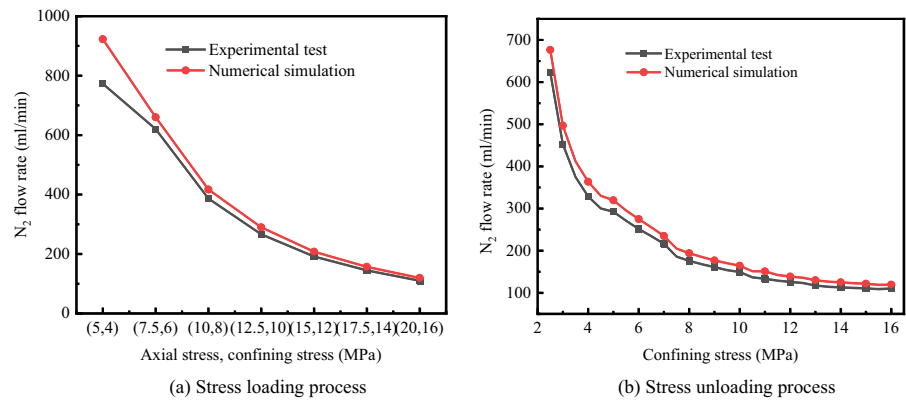 1000
800
600
400
200
0
N₂ flow rate (ml/min)
Experimental test
Numerical simulation
(5,4) (7.5,6) (10,8) (12.5,10) (15,12) (17.5,14) (20,16)
Axial stress, confining stress (MPa)
(a) Stress loading process
700
600
500
400
300
200
100
N₂ flow rate (ml/min)
Experimental test
Numerical simulation
2 4 6 8 10 12 14 16
Confining stress (MPa)
(b) Stress unloading process